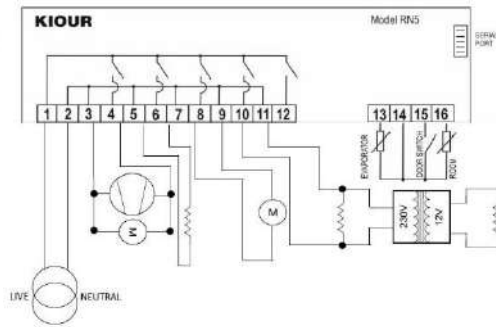 KIOUR
Model RN5
SERIAL
PORT
1 2 3 4 5 6 7 8 9 10 11 12
13 14 15 16
EVAPORATOR
DOOR SWITCH
ROOM
M
M
230V
12V
LIVE
NEUTRAL